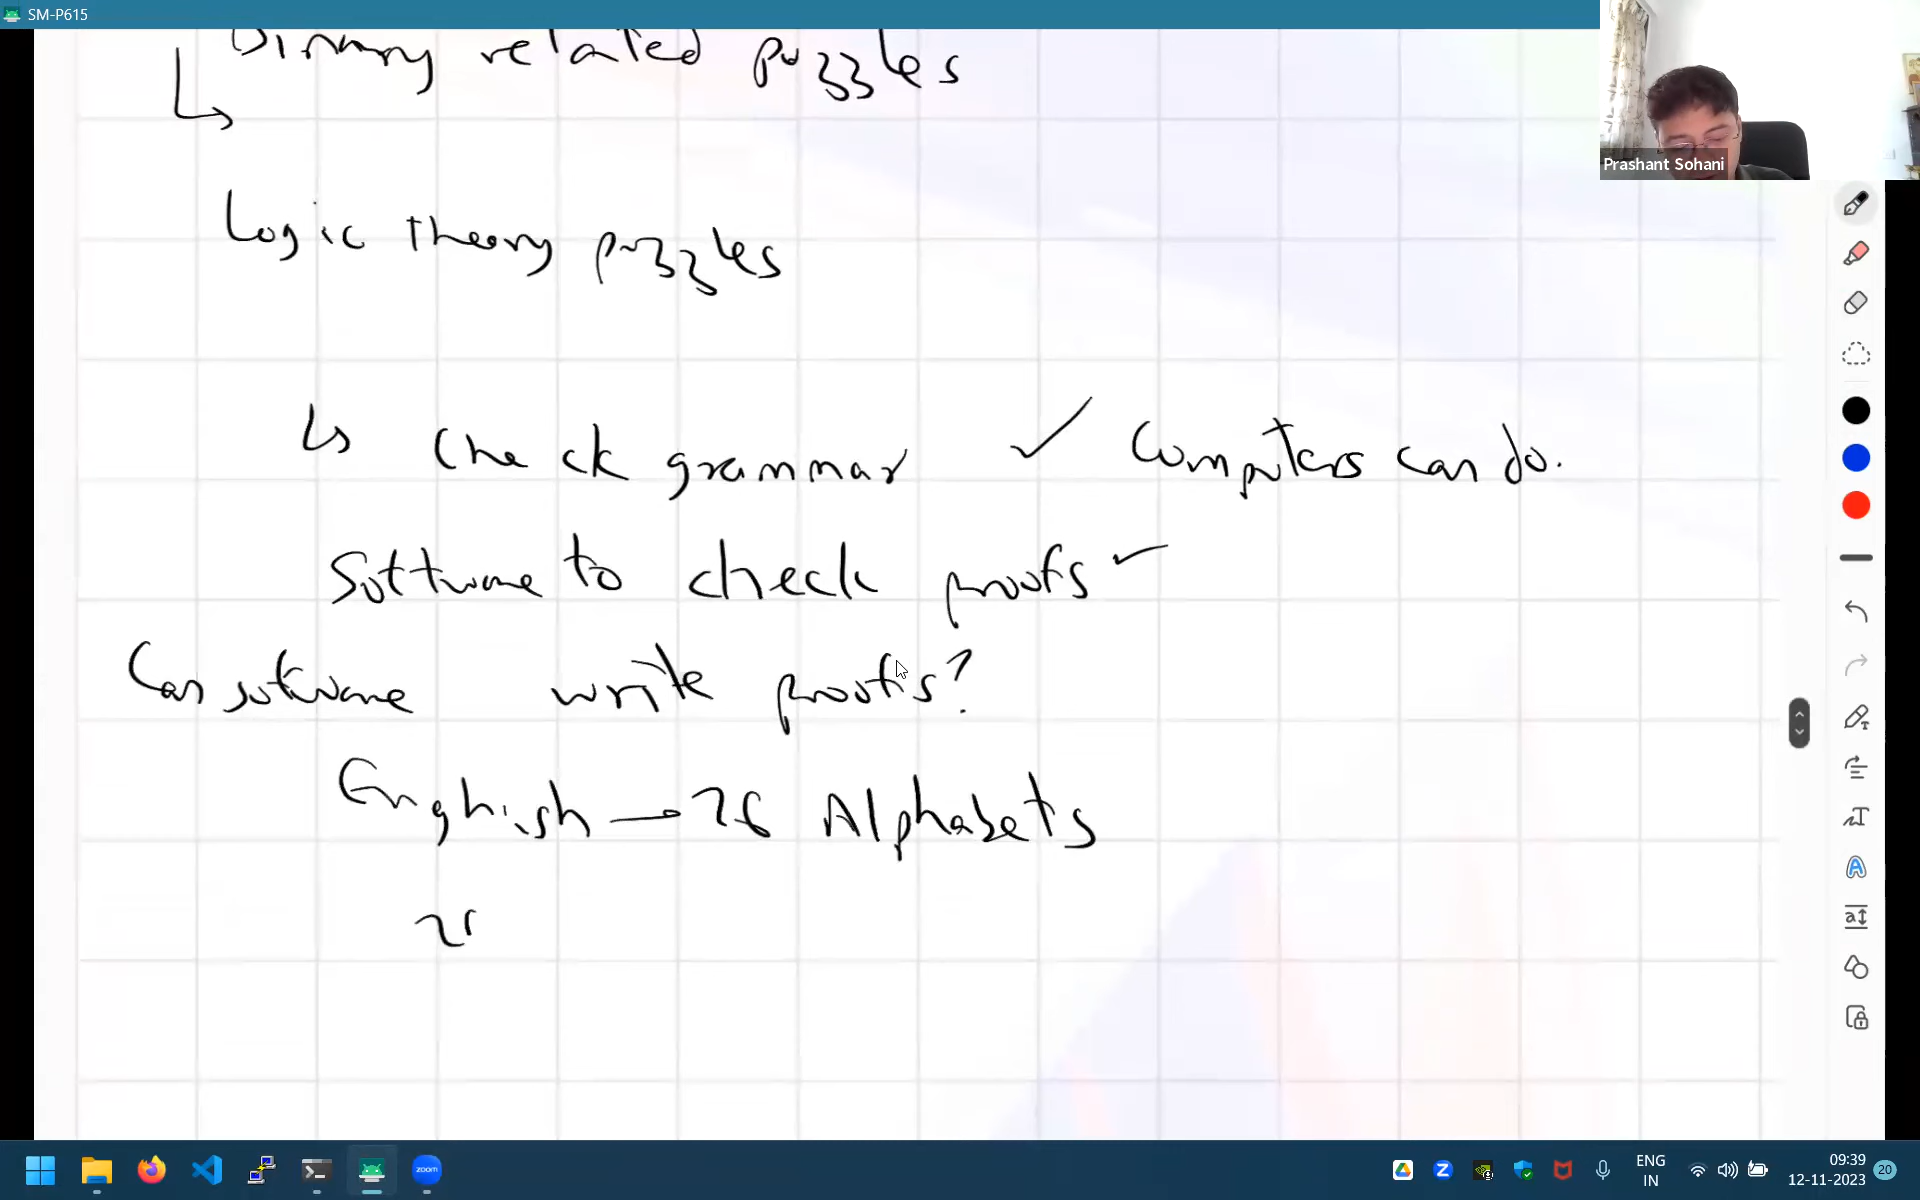 SM-P615
Binary related puzzles
Prashant Sohani
Logic theory puzzles
Check grammar ✓ Computers can do.
Software to check proofs ✓
Can software write proofs?
English → 26 Alphabets
zoom
ENG
IN
09:39
12-11-2023
20